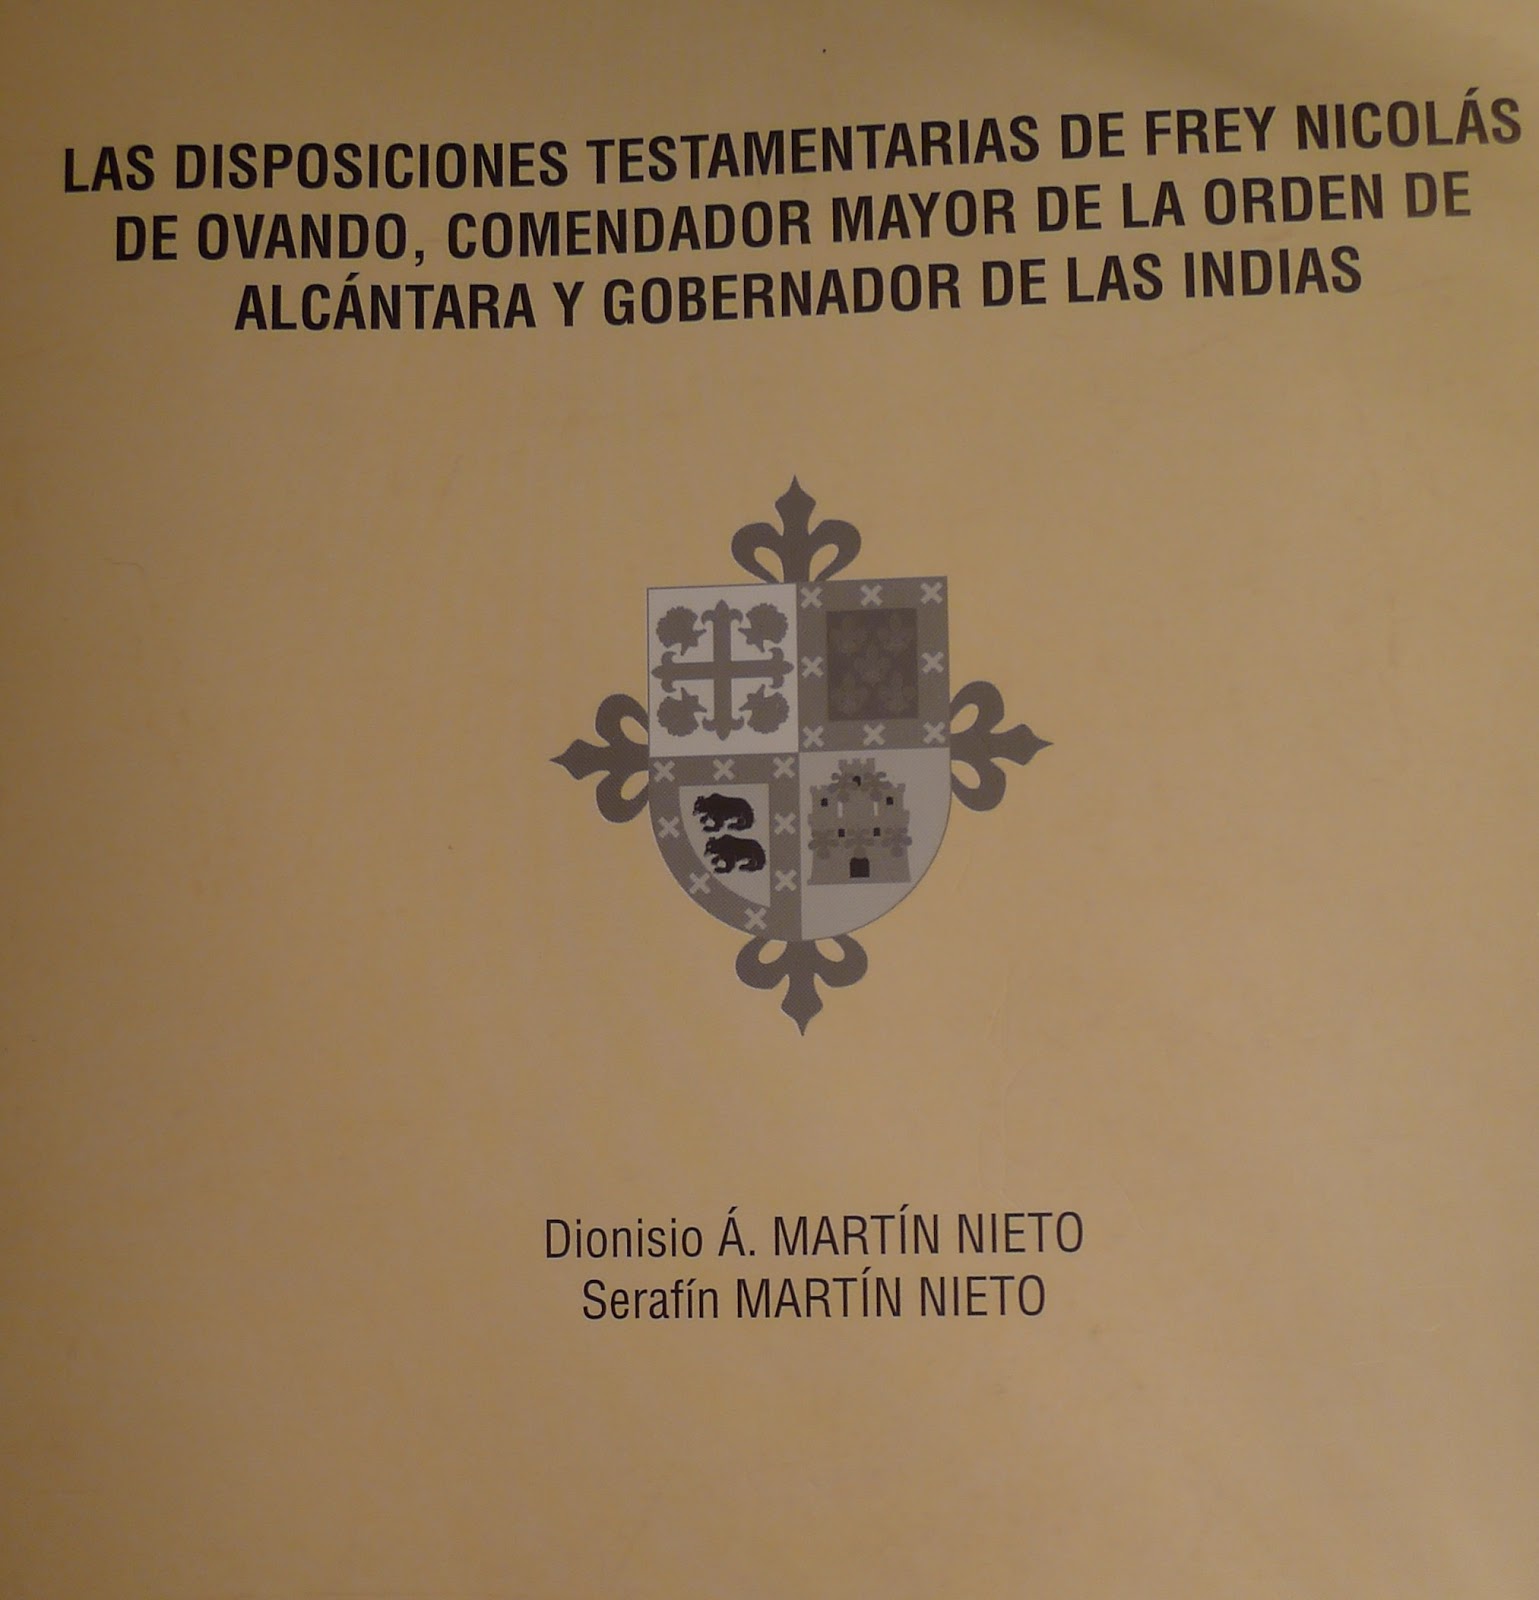 LAS DISPOSICIONES TESTAMENTARIAS DE FREY NICOLÁS
DE OVANDO, COMENDADOR MAYOR DE LA ORDEN DE
ALCÁNTARA Y GOBERNADOR DE LAS INDIAS
Dionisio Á. MARTÍN NIETO
Serafín MARTÍN NIETO